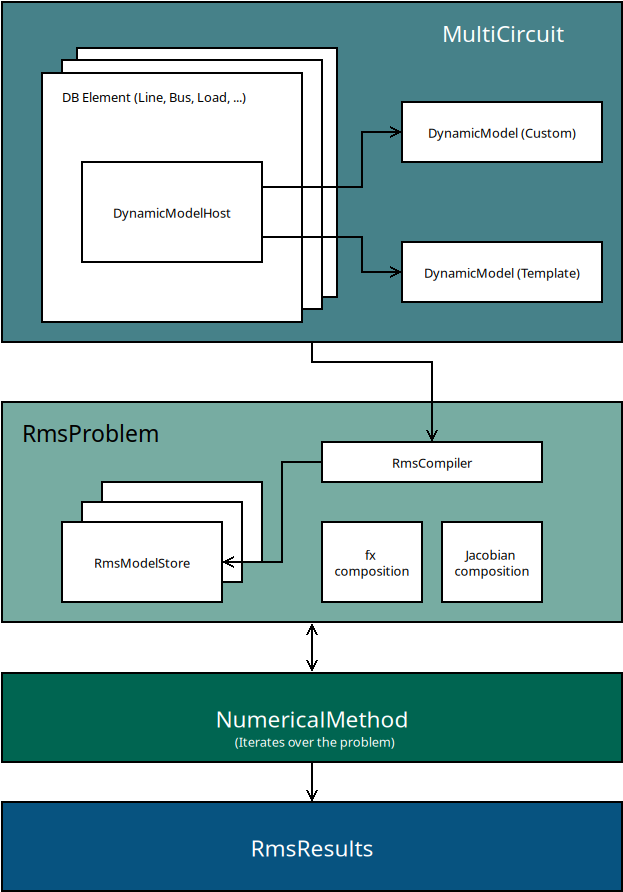 MultiCircuit
DB Element (Line, Bus, Load, ...)
DynamicModel (Custom)
DynamicModelHost
DynamicModel (Template)
RmsProblem
RmsCompiler
RmsModelStore
fx
composition
Jacobian
composition
NumericalMethod
(Iterates over the problem)
RmsResults